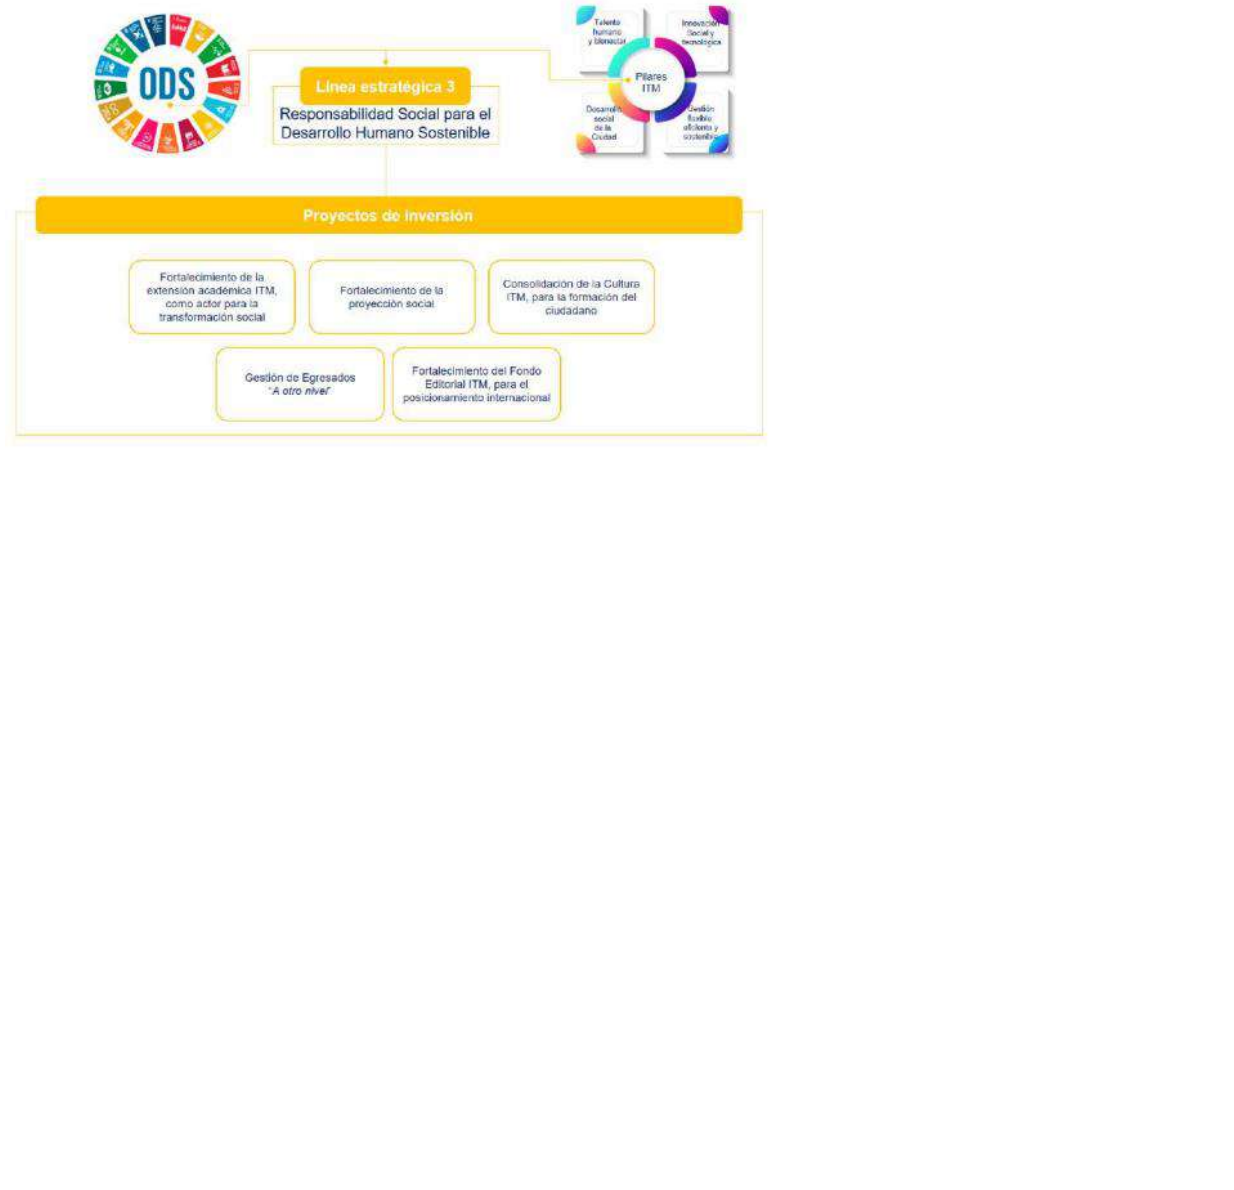 ODS
Línea estratégica 3
Responsabilidad Social para el
Desarrollo Humano Sostenible
Talento
humano
y bienestar
Innovación
Social y
tecnológica
Pilares
ITM
Desarrollo
social
de la
Ciudad
Gestión
flexible
eficiente y
sostenible
Proyectos de inversión
Fortalecimiento de la
extensión académica ITM,
como actor para la
transformación social
Fortalecimiento de la
proyección social
Consolidación de la Cultura
ITM, para la formación del
ciudadano
Gestión de Egresados
"A otro nivel"
Fortalecimiento del Fondo
Editorial ITM, para el
posicionamiento internacional